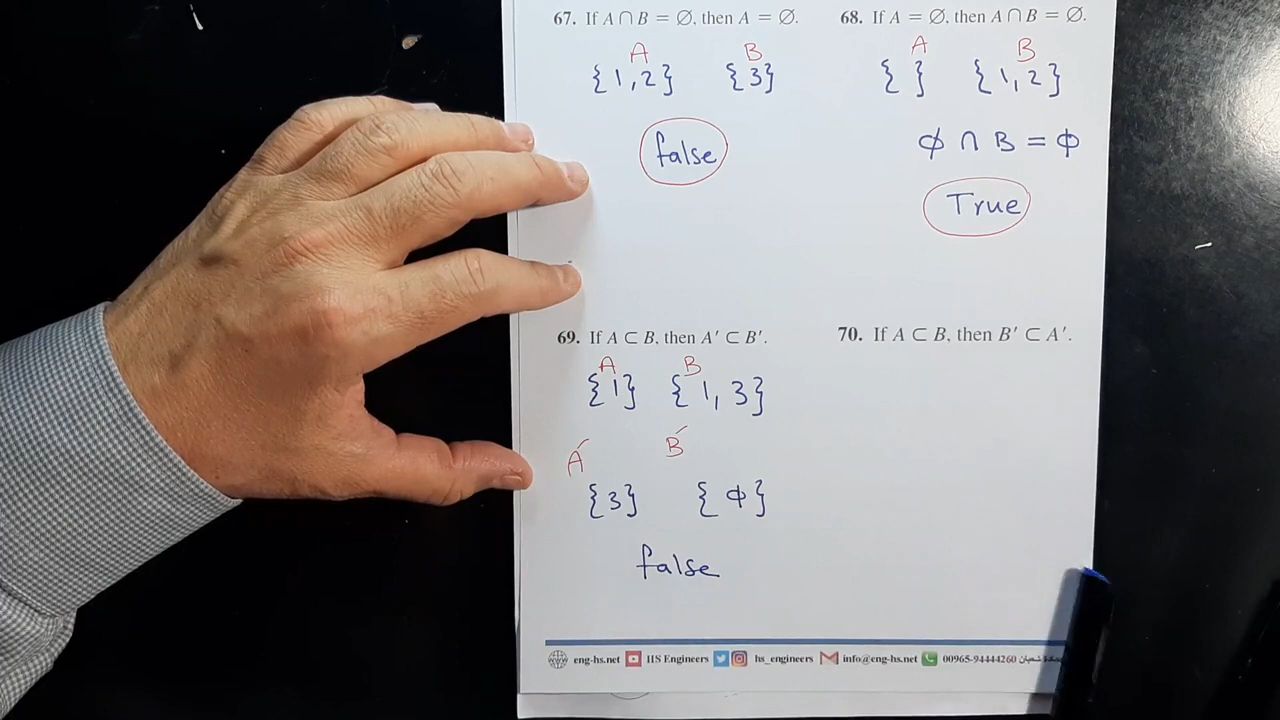 67. If A ∩ B = ∅, then A = ∅.
A B
{1,2} {3}
false
68. If A = ∅, then A ∩ B = ∅.
A B
{ } {1,2}
ϕ ∩ B = ϕ
True
69. If A ⊂ B, then A′ ⊂ B′.
A B
{1} {1,3}
A′ B′
{3} {ϕ}
false
70. If A ⊂ B, then B′ ⊂ A′.
eng-hs.net HS Engineers hs_engineers info@eng-hs.net 00965-94444260 شعبان